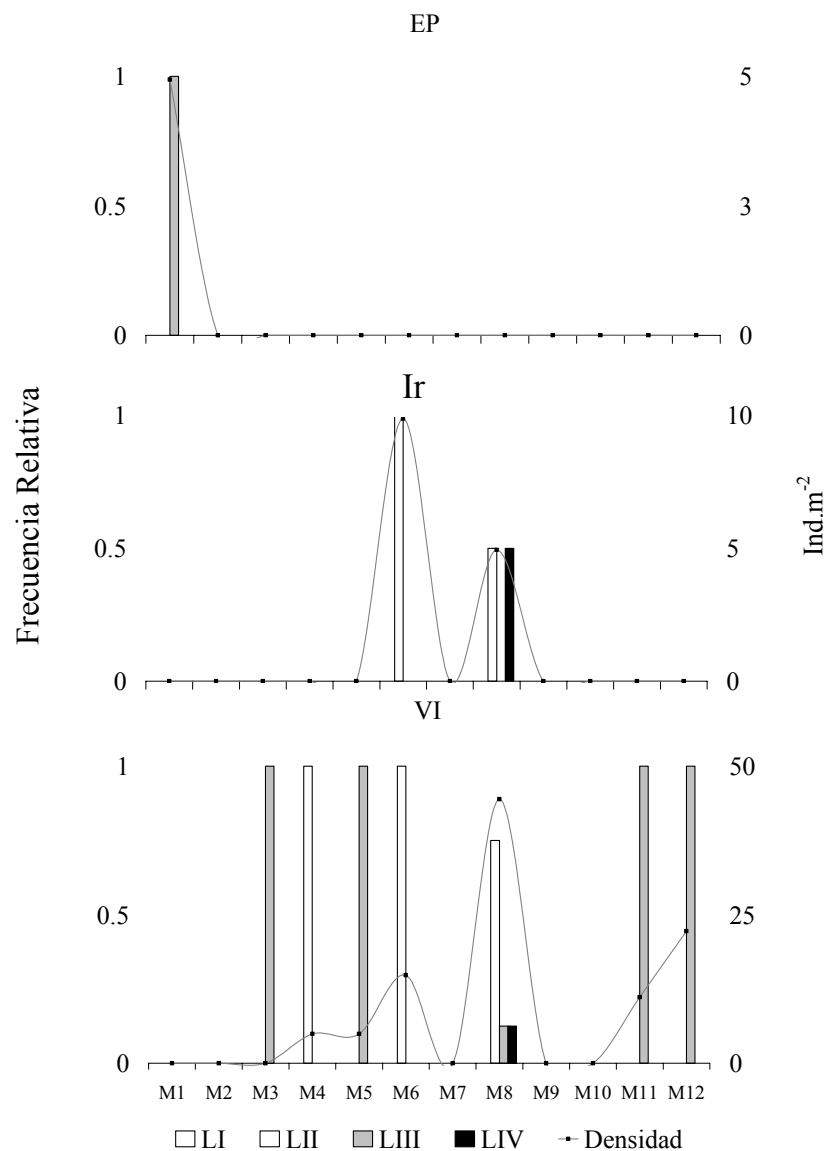 EP
1 5
0.5 3
0 0
Ir
1 10
0.5 5
0 0
Frecuencia Relativa
Ind.m-2
VI
1 50
0.5 25
0 0
M1 M2 M3 M4 M5 M6 M7 M8 M9 M10 M11 M12
LI LII LIII LIV Densidad